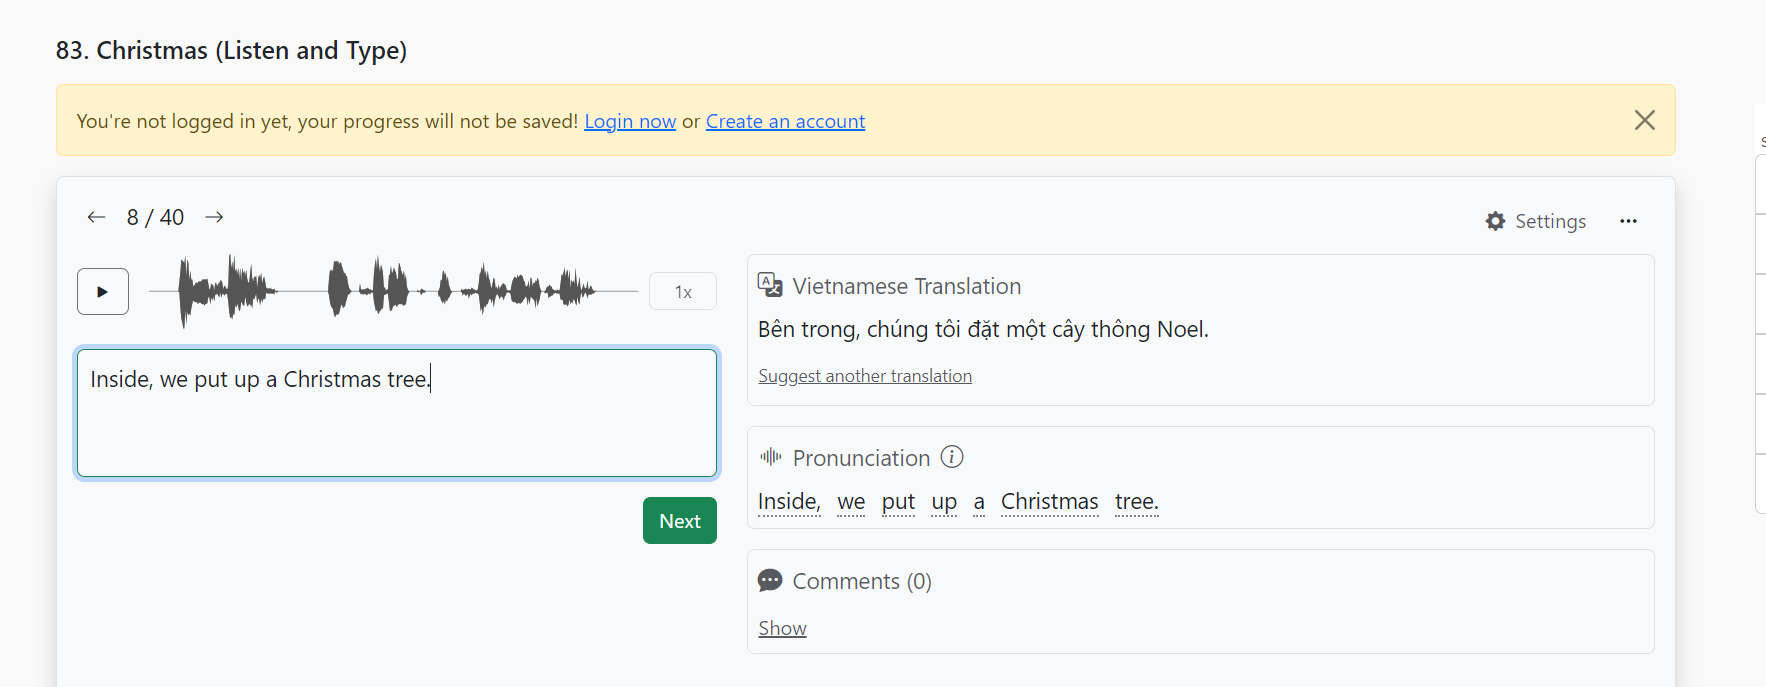 83. Christmas (Listen and Type)
You're not logged in yet, your progress will not be saved! Login now or Create an account
8 / 40
Settings
1x
Inside, we put up a Christmas tree.
Next
Vietnamese Translation
Bên trong, chúng tôi đặt một cây thông Noel.
Suggest another translation
Pronunciation
Inside, we put up a Christmas tree.
Comments (0)
Show